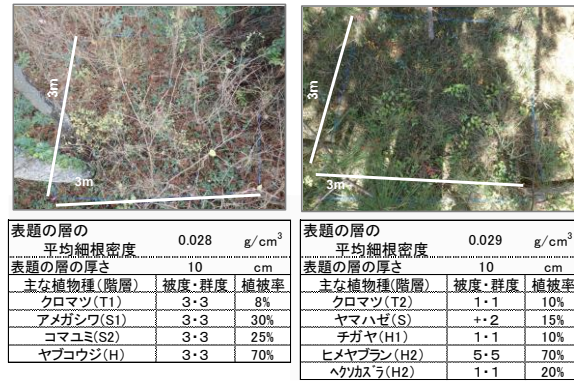 3m
3m
表題の層の
平均細根密度 0.028 g/cm³
表題の層の厚さ 10 cm
主な植物種(階層) 被度・群度 植被率
クロマツ(T1) 3・3 8%
アメガシワ(S1) 3・3 30%
コマユミ(S2) 3・3 25%
ヤブコウジ(H) 3・3 70%
3m
3m
表題の層の
平均細根密度 0.029 g/cm³
表題の層の厚さ 10 cm
主な植物種(階層) 被度・群度 植被率
クロマツ(T2) 1・1 10%
ヤマハゼ(S) +・2 15%
チガヤ(H1) 1・1 10%
ヒメヤブラン(H2) 5・5 70%
ヘクソカズラ(H2) 1・1 20%